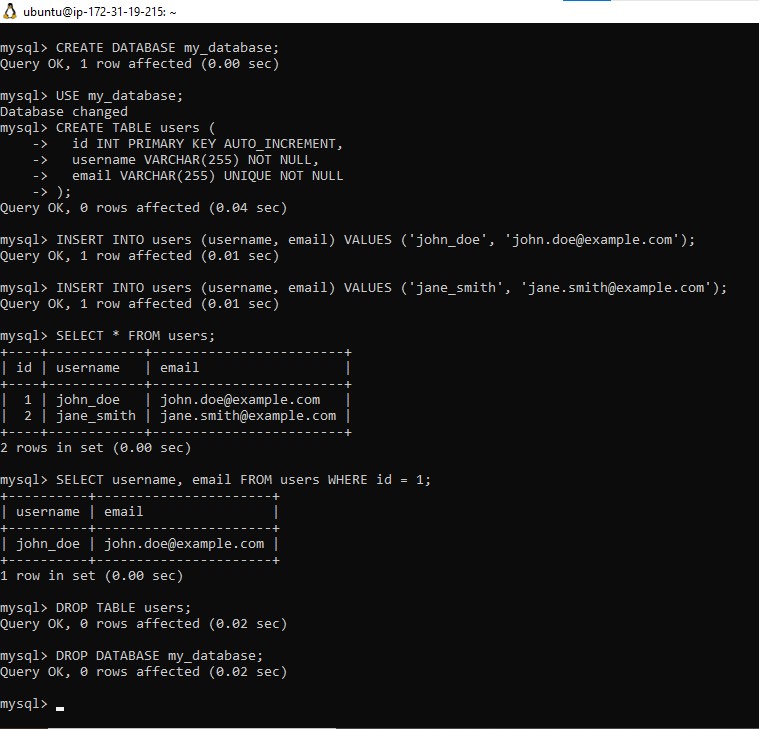 ubuntu@ip-172-31-19-215: ~
mysql> CREATE DATABASE my_database;
Query OK, 1 row affected (0.00 sec)
mysql> USE my_database;
Database changed
mysql> CREATE TABLE users (
    ->   id INT PRIMARY KEY AUTO_INCREMENT,
    ->   username VARCHAR(255) NOT NULL,
    ->   email VARCHAR(255) UNIQUE NOT NULL
    -> );
Query OK, 0 rows affected (0.04 sec)
mysql> INSERT INTO users (username, email) VALUES ('john_doe', 'john.doe@example.com');
Query OK, 1 row affected (0.01 sec)
mysql> INSERT INTO users (username, email) VALUES ('jane_smith', 'jane.smith@example.com');
Query OK, 1 row affected (0.01 sec)
mysql> SELECT * FROM users;
+----+------------+------------------------+
| id | username   | email                  |
+----+------------+------------------------+
|  1 | john_doe   | john.doe@example.com   |
|  2 | jane_smith | jane.smith@example.com |
+----+------------+------------------------+
2 rows in set (0.00 sec)
mysql> SELECT username, email FROM users WHERE id = 1;
+----------+----------------------+
| username | email                |
+----------+----------------------+
| john_doe | john.doe@example.com |
+----------+----------------------+
1 row in set (0.00 sec)
mysql> DROP TABLE users;
Query OK, 0 rows affected (0.02 sec)
mysql> DROP DATABASE my_database;
Query OK, 0 rows affected (0.02 sec)
mysql>